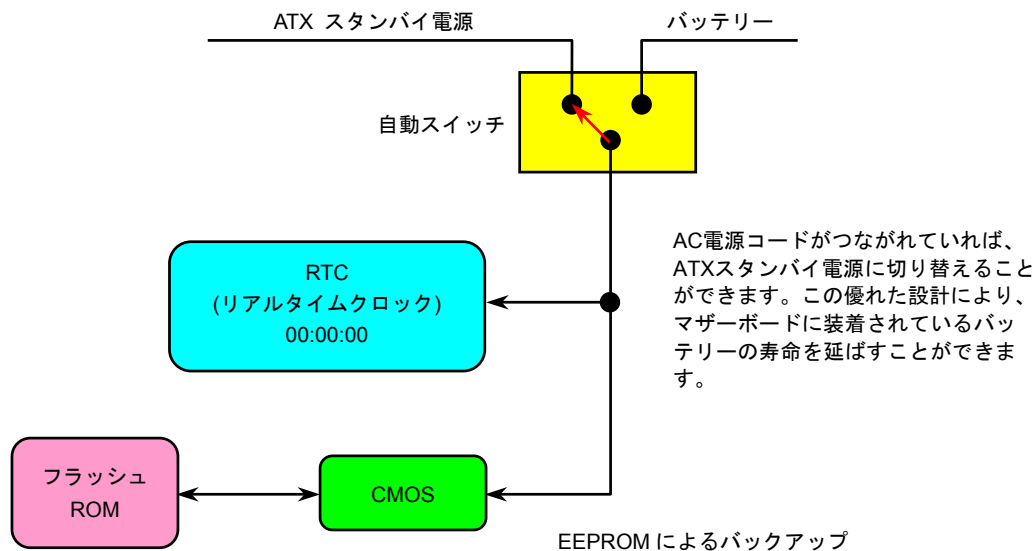 ATX スタンバイ電源
バッテリー
自動スイッチ
AC電源コードがつながれていれば、
ATXスタンバイ電源に切り替えること
ができます。この優れた設計により、
マザーボードに装着されているバッ
テリーの寿命を延ばすことができま
す。
RTC
(リアルタイムクロック)
00:00:00
フラッシュ
ROM
CMOS
EEPROM によるバックアップ